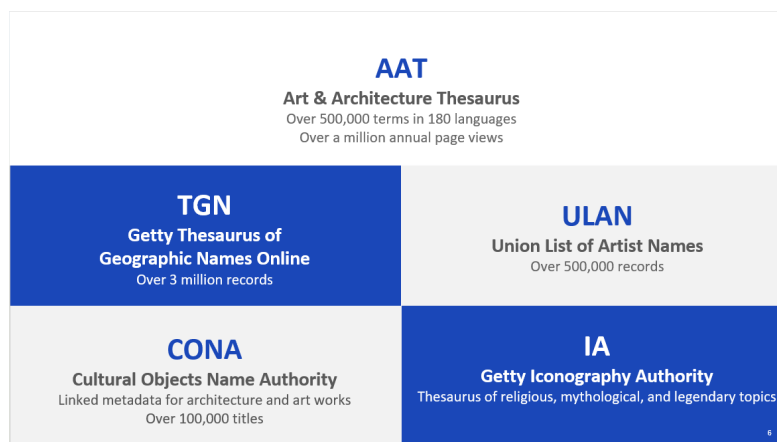 AAT
Art & Architecture Thesaurus
Over 500,000 terms in 180 languages
Over a million annual page views
TGN
Getty Thesaurus of
Geographic Names Online
Over 3 million records
ULAN
Union List of Artist Names
Over 500,000 records
CONA
Cultural Objects Name Authority
Linked metadata for architecture and art works
Over 100,000 titles
IA
Getty Iconography Authority
Thesaurus of religious, mythological, and legendary topics
6